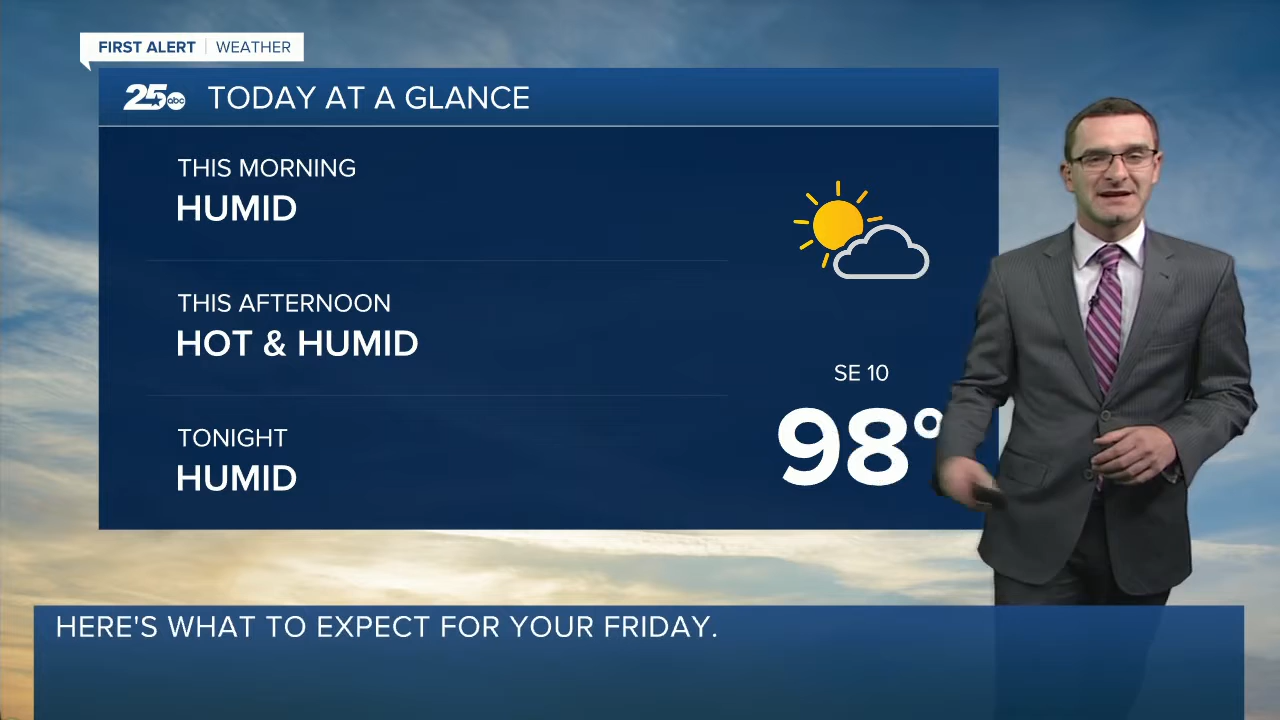 FIRST ALERT | WEATHER
25 abc TODAY AT A GLANCE
THIS MORNING
HUMID
THIS AFTERNOON
HOT & HUMID
TONIGHT
HUMID
SE 10
98°
HERE'S WHAT TO EXPECT FOR YOUR FRIDAY.